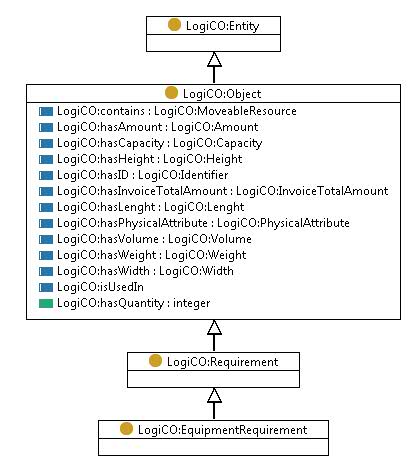 LogiCO:Entity
LogiCO:Object
LogiCO:contains : LogiCO:MoveableResource
LogiCO:hasAmount : LogiCO:Amount
LogiCO:hasCapacity : LogiCO:Capacity
LogiCO:hasHeight : LogiCO:Height
LogiCO:hasID : LogiCO:Identifier
LogiCO:hasInvoiceTotalAmount : LogiCO:InvoiceTotalAmount
LogiCO:hasLenght : LogiCO:Lenght
LogiCO:hasPhysicalAttribute : LogiCO:PhysicalAttribute
LogiCO:hasVolume : LogiCO:Volume
LogiCO:hasWeight : LogiCO:Weight
LogiCO:hasWidth : LogiCO:Width
LogiCO:isUsedIn
LogiCO:hasQuantity : integer
LogiCO:Requirement
LogiCO:EquipmentRequirement